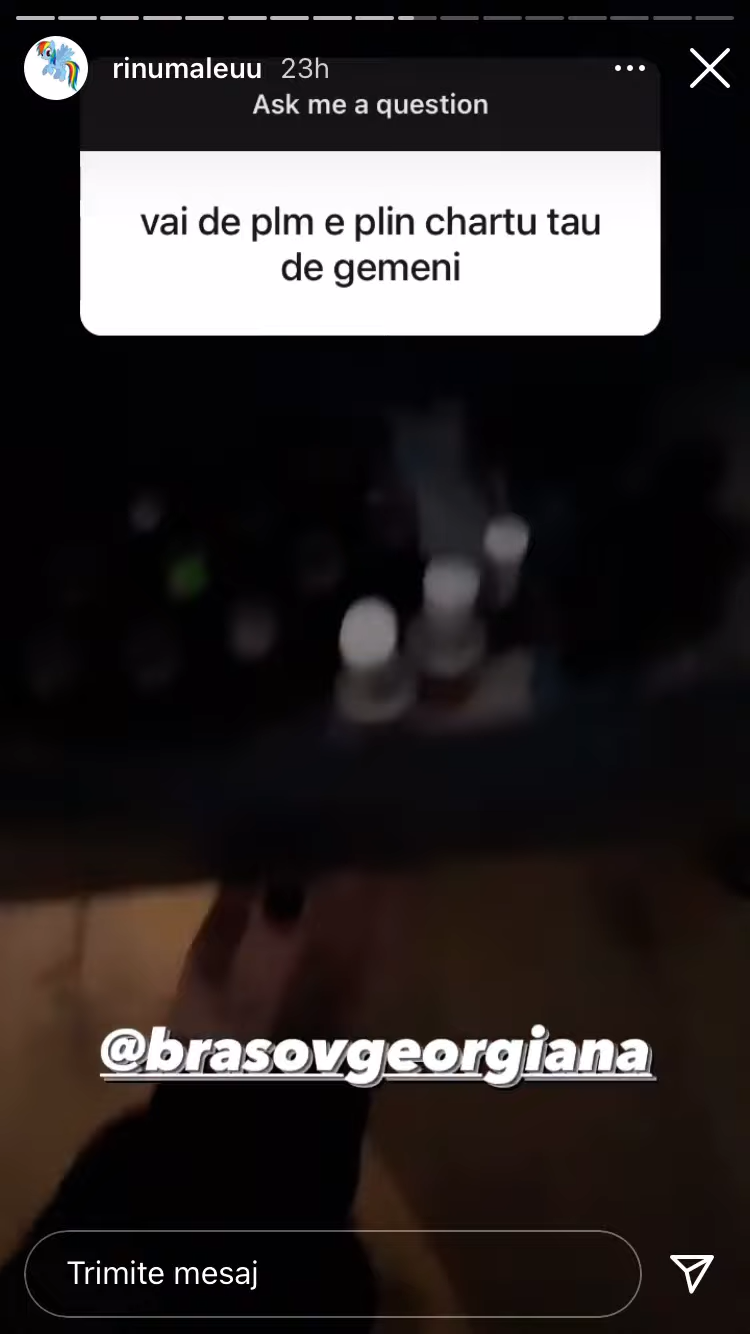 rinumaleuu 23h
Ask me a question
vai de plm e plin chartu tau
de gemeni
@brasovgeorgiana
Trimite mesaj